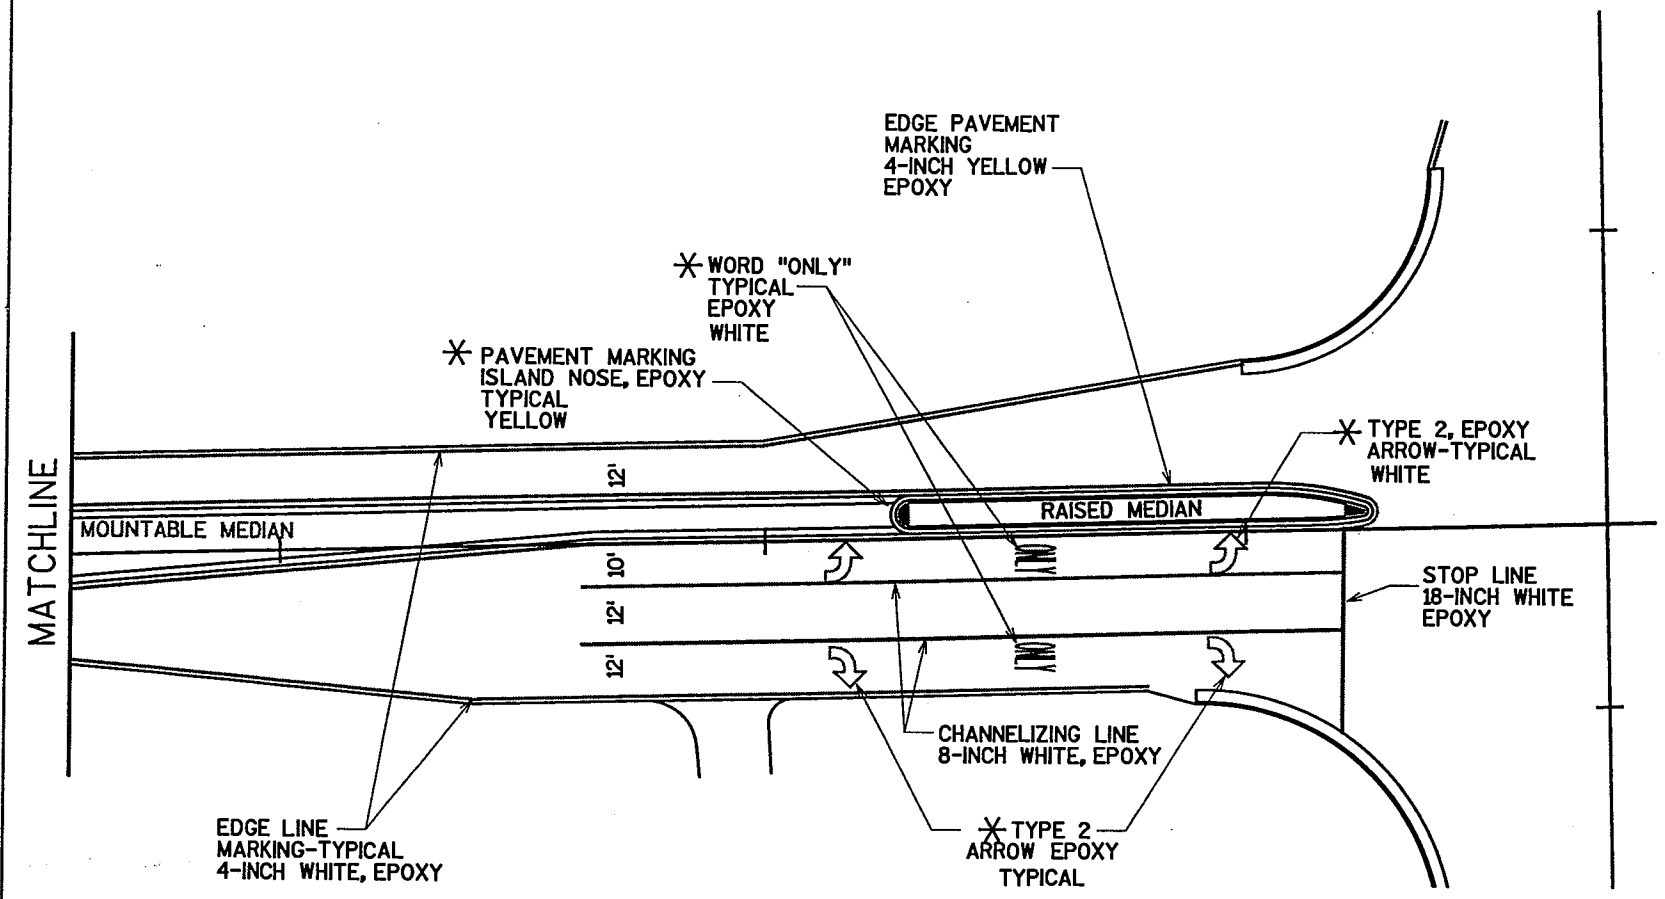 EDGE PAVEMENT
MARKING
4-INCH YELLOW
EPOXY
WORD "ONLY"
TYPICAL
EPOXY
WHITE
PAVEMENT MARKING
ISLAND NOSE, EPOXY
TYPICAL
YELLOW
TYPE 2, EPOXY
ARROW-TYPICAL
WHITE
MATCHLINE
12'
RAISED MEDIAN
MOUNTABLE MEDIAN
10'
ONLY
12'
STOP LINE
18-INCH WHITE
EPOXY
12'
ONLY
CHANNELIZING LINE
8-INCH WHITE, EPOXY
EDGE LINE
MARKING-TYPICAL
4-INCH WHITE, EPOXY
TYPE 2
ARROW EPOXY
TYPICAL